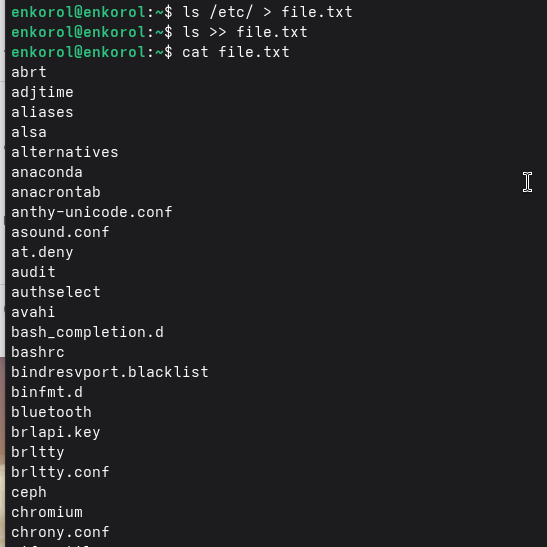 enkorol@enkorol:~$ ls /etc/ > file.txt
enkorol@enkorol:~$ ls >> file.txt
enkorol@enkorol:~$ cat file.txt
abrt
adjtime
aliases
alsa
alternatives
anaconda
anacrontab
anthy-unicode.conf
asound.conf
at.deny
audit
authselect
avahi
bash_completion.d
bashrc
bindresvport.blacklist
binfmt.d
bluetooth
brlapi.key
brltty
brltty.conf
ceph
chromium
chrony.conf